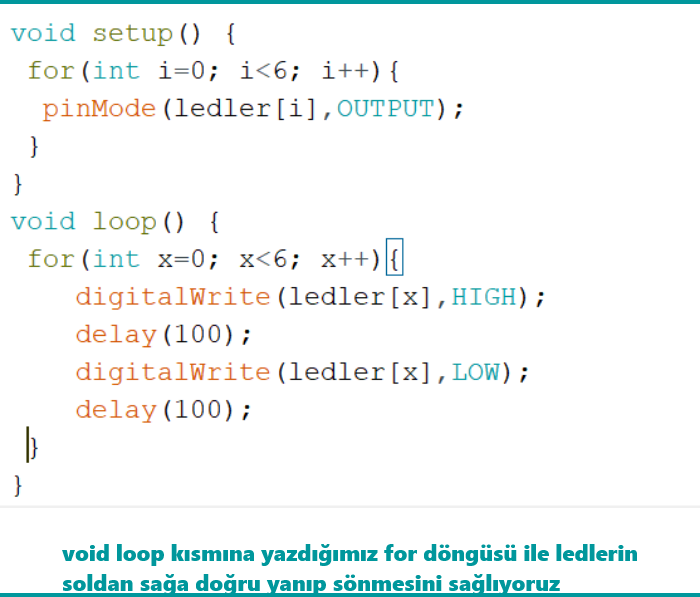 void setup() {
for(int i=0; i<6; i++){
pinMode(ledler[i],OUTPUT);
}
}
void loop() {
for(int x=0; x<6; x++){
digitalWrite(ledler[x],HIGH);
delay(100);
digitalWrite(ledler[x],LOW);
delay(100);
}
}
void loop kısmına yazdığımız for döngüsü ile ledlerin
soldan sağa doğru yanıp sönmesini sağlıyoruz